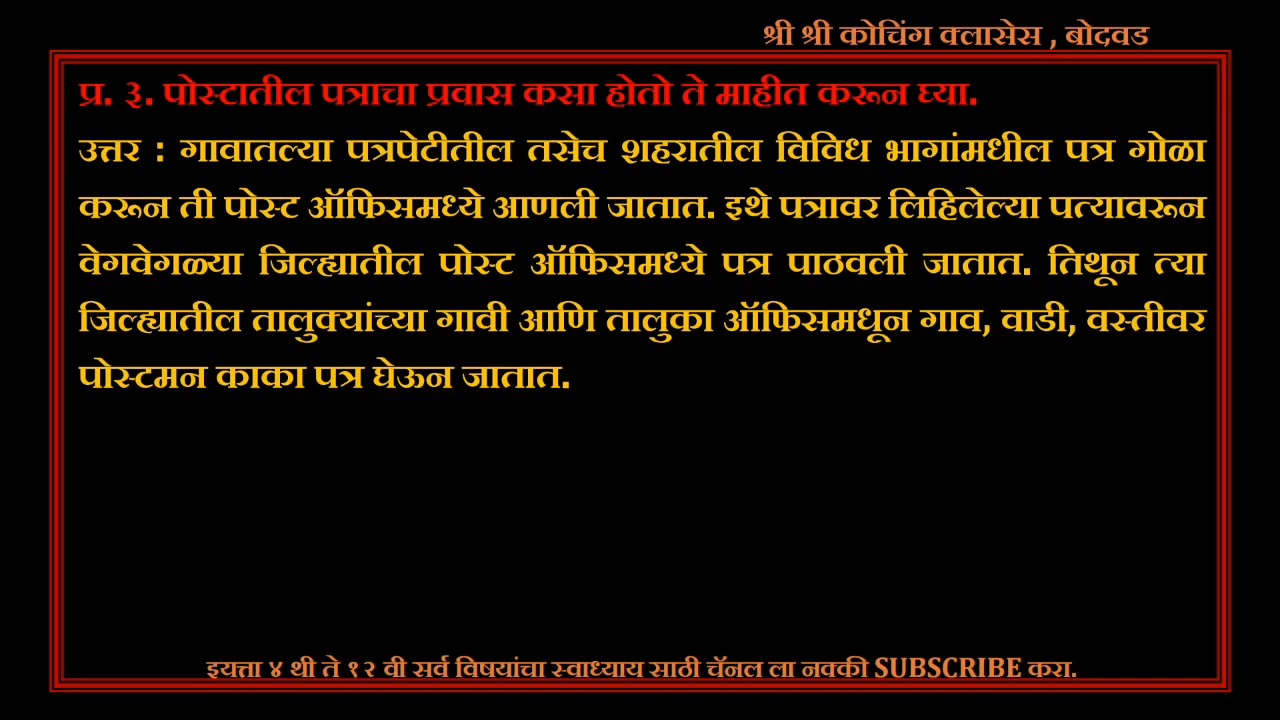 श्री श्री कोचिंग क्लासेस , बोदवड
प्र. ३. पोस्टातील पत्राचा प्रवास कसा होतो ते माहीत करून घ्या.
उत्तर : गावातल्या पत्रपेटीतील तसेच शहरातील विविध भागांमधील पत्र गोळा
करून ती पोस्ट ऑफिसमध्ये आणली जातात. इथे पत्रावर लिहिलेल्या पत्यावरून
वेगवेगळ्या जिल्ह्यातील पोस्ट ऑफिसमध्ये पत्र पाठवली जातात. तिथून त्या
जिल्ह्यातील तालुक्यांच्या गावी आणि तालुका ऑफिसमधून गाव, वाडी, वस्तीवर
पोस्टमन काका पत्र घेऊन जातात.
इयत्ता ४ थी ते १२ वी सर्व विषयांचा स्वाध्याय साठी चॅनल ला नक्की SUBSCRIBE करा.